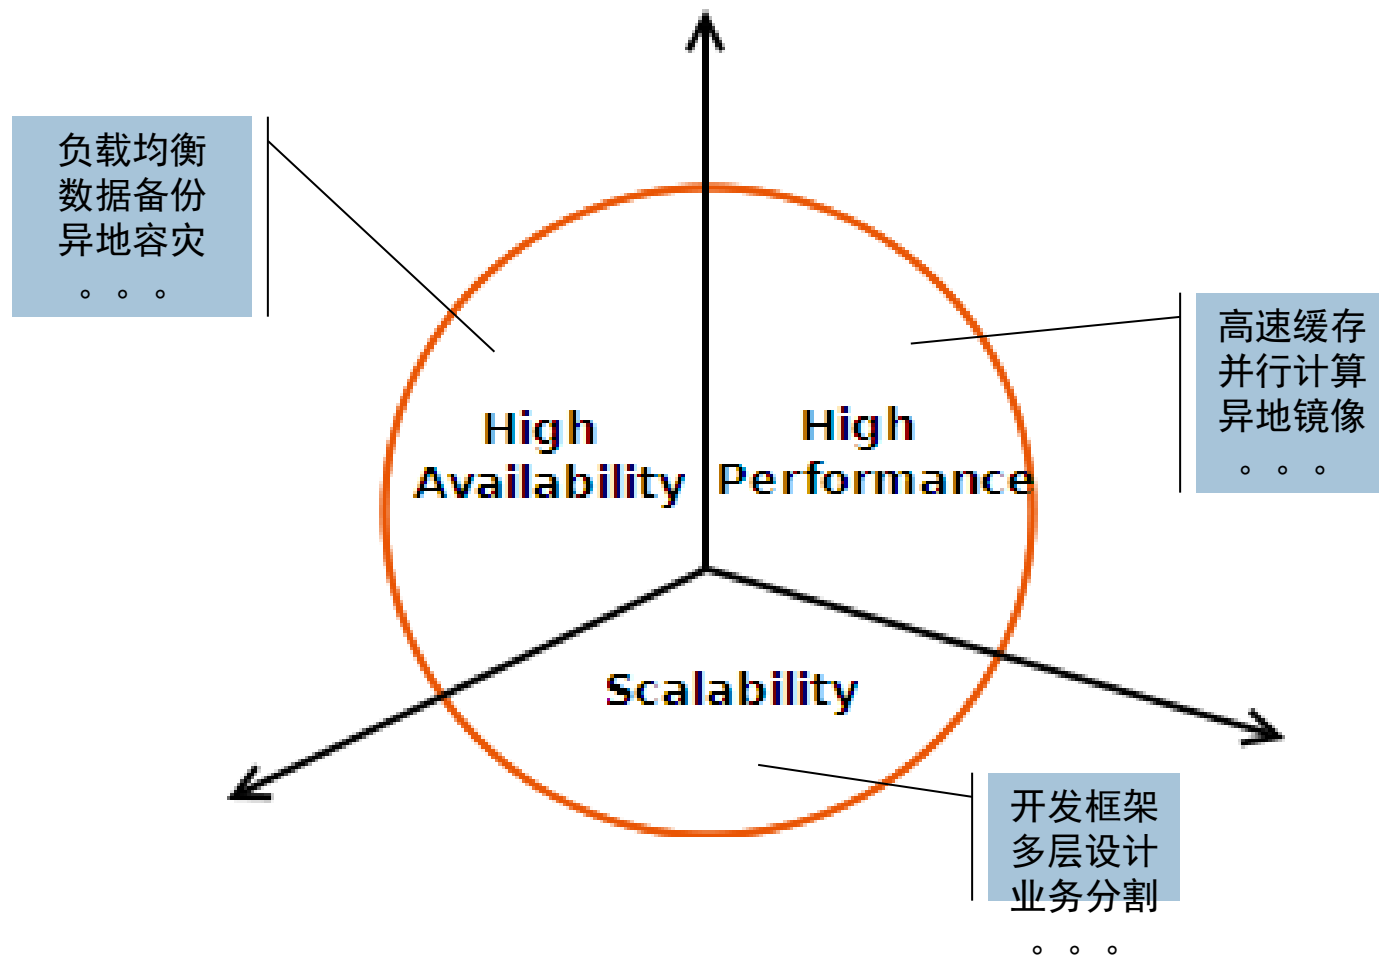 负载均衡
数据备份
异地容灾
。。。
高速缓存
并行计算
异地镜像
。。。
High
Availability
High
Performance
Scalability
开发框架
多层设计
业务分割
。。。